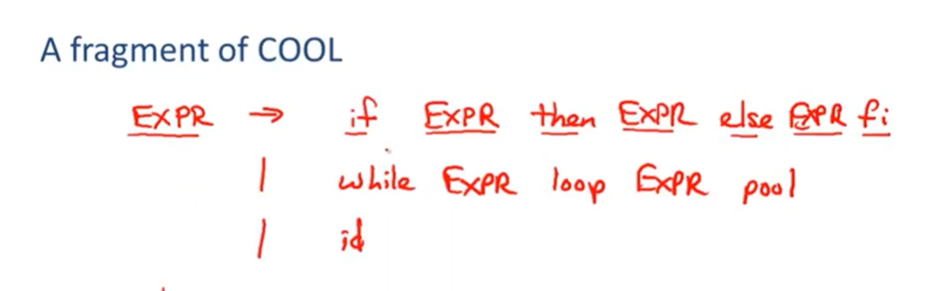 A fragment of COOL
EXPR → if EXPR then EXPR else EXPR fi
| while EXPR loop EXPR pool
| id